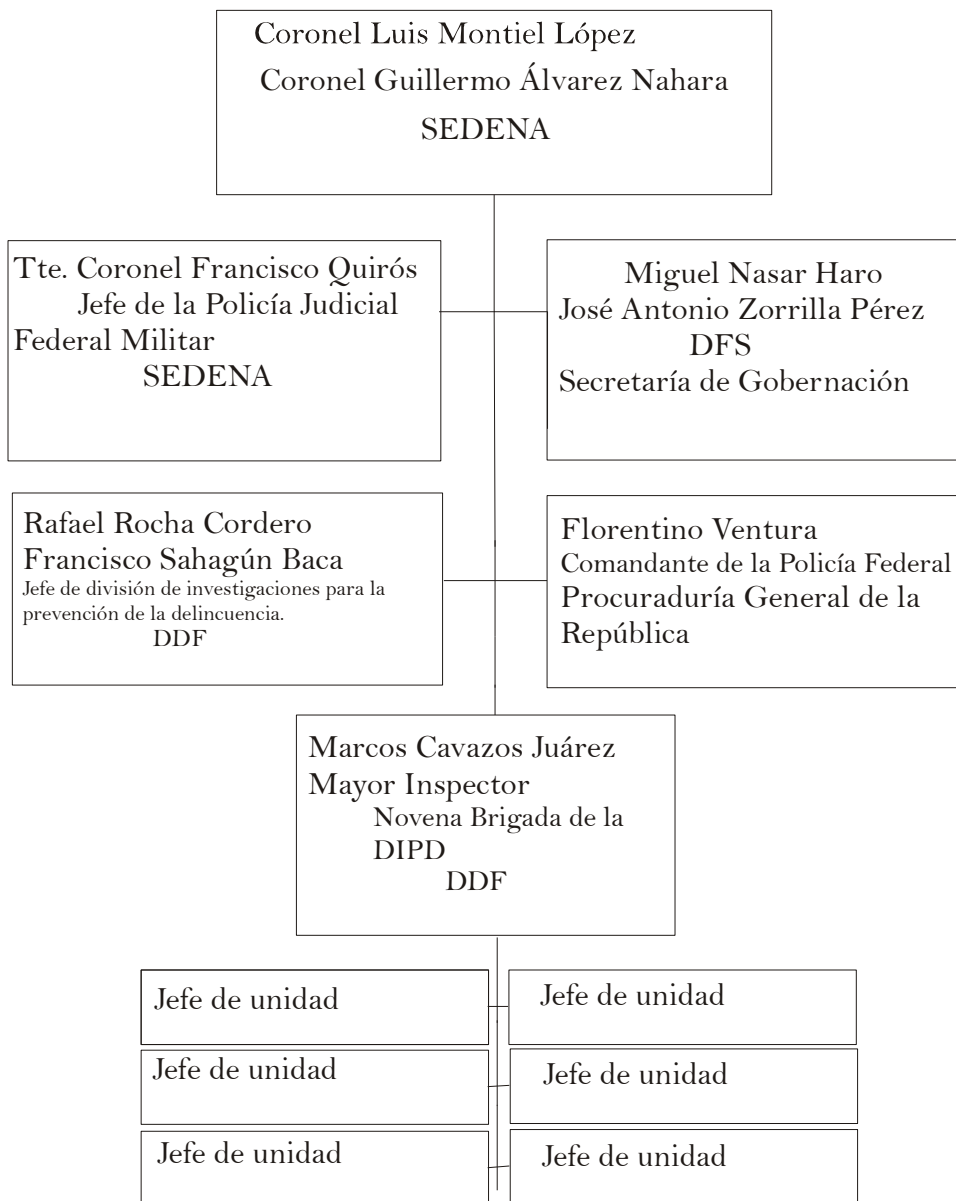 Coronel Luis Montiel López
Coronel Guillermo Álvarez Nahara
SEDENA
Tte. Coronel Francisco Quirós
Jefe de la Policía Judicial
Federal Militar
SEDENA
Miguel Nasar Haro
José Antonio Zorrilla Pérez
DFS
Secretaría de Gobernación
Rafael Rocha Cordero
Francisco Sahagún Baca
Jefe de división de investigaciones para la
prevención de la delincuencia.
DDF
Florentino Ventura
Comandante de la Policía Federal
Procuraduría General de la
República
Marcos Cavazos Juárez
Mayor Inspector
Novena Brigada de la
DIPD
DDF
Jefe de unidad
Jefe de unidad
Jefe de unidad
Jefe de unidad
Jefe de unidad
Jefe de unidad